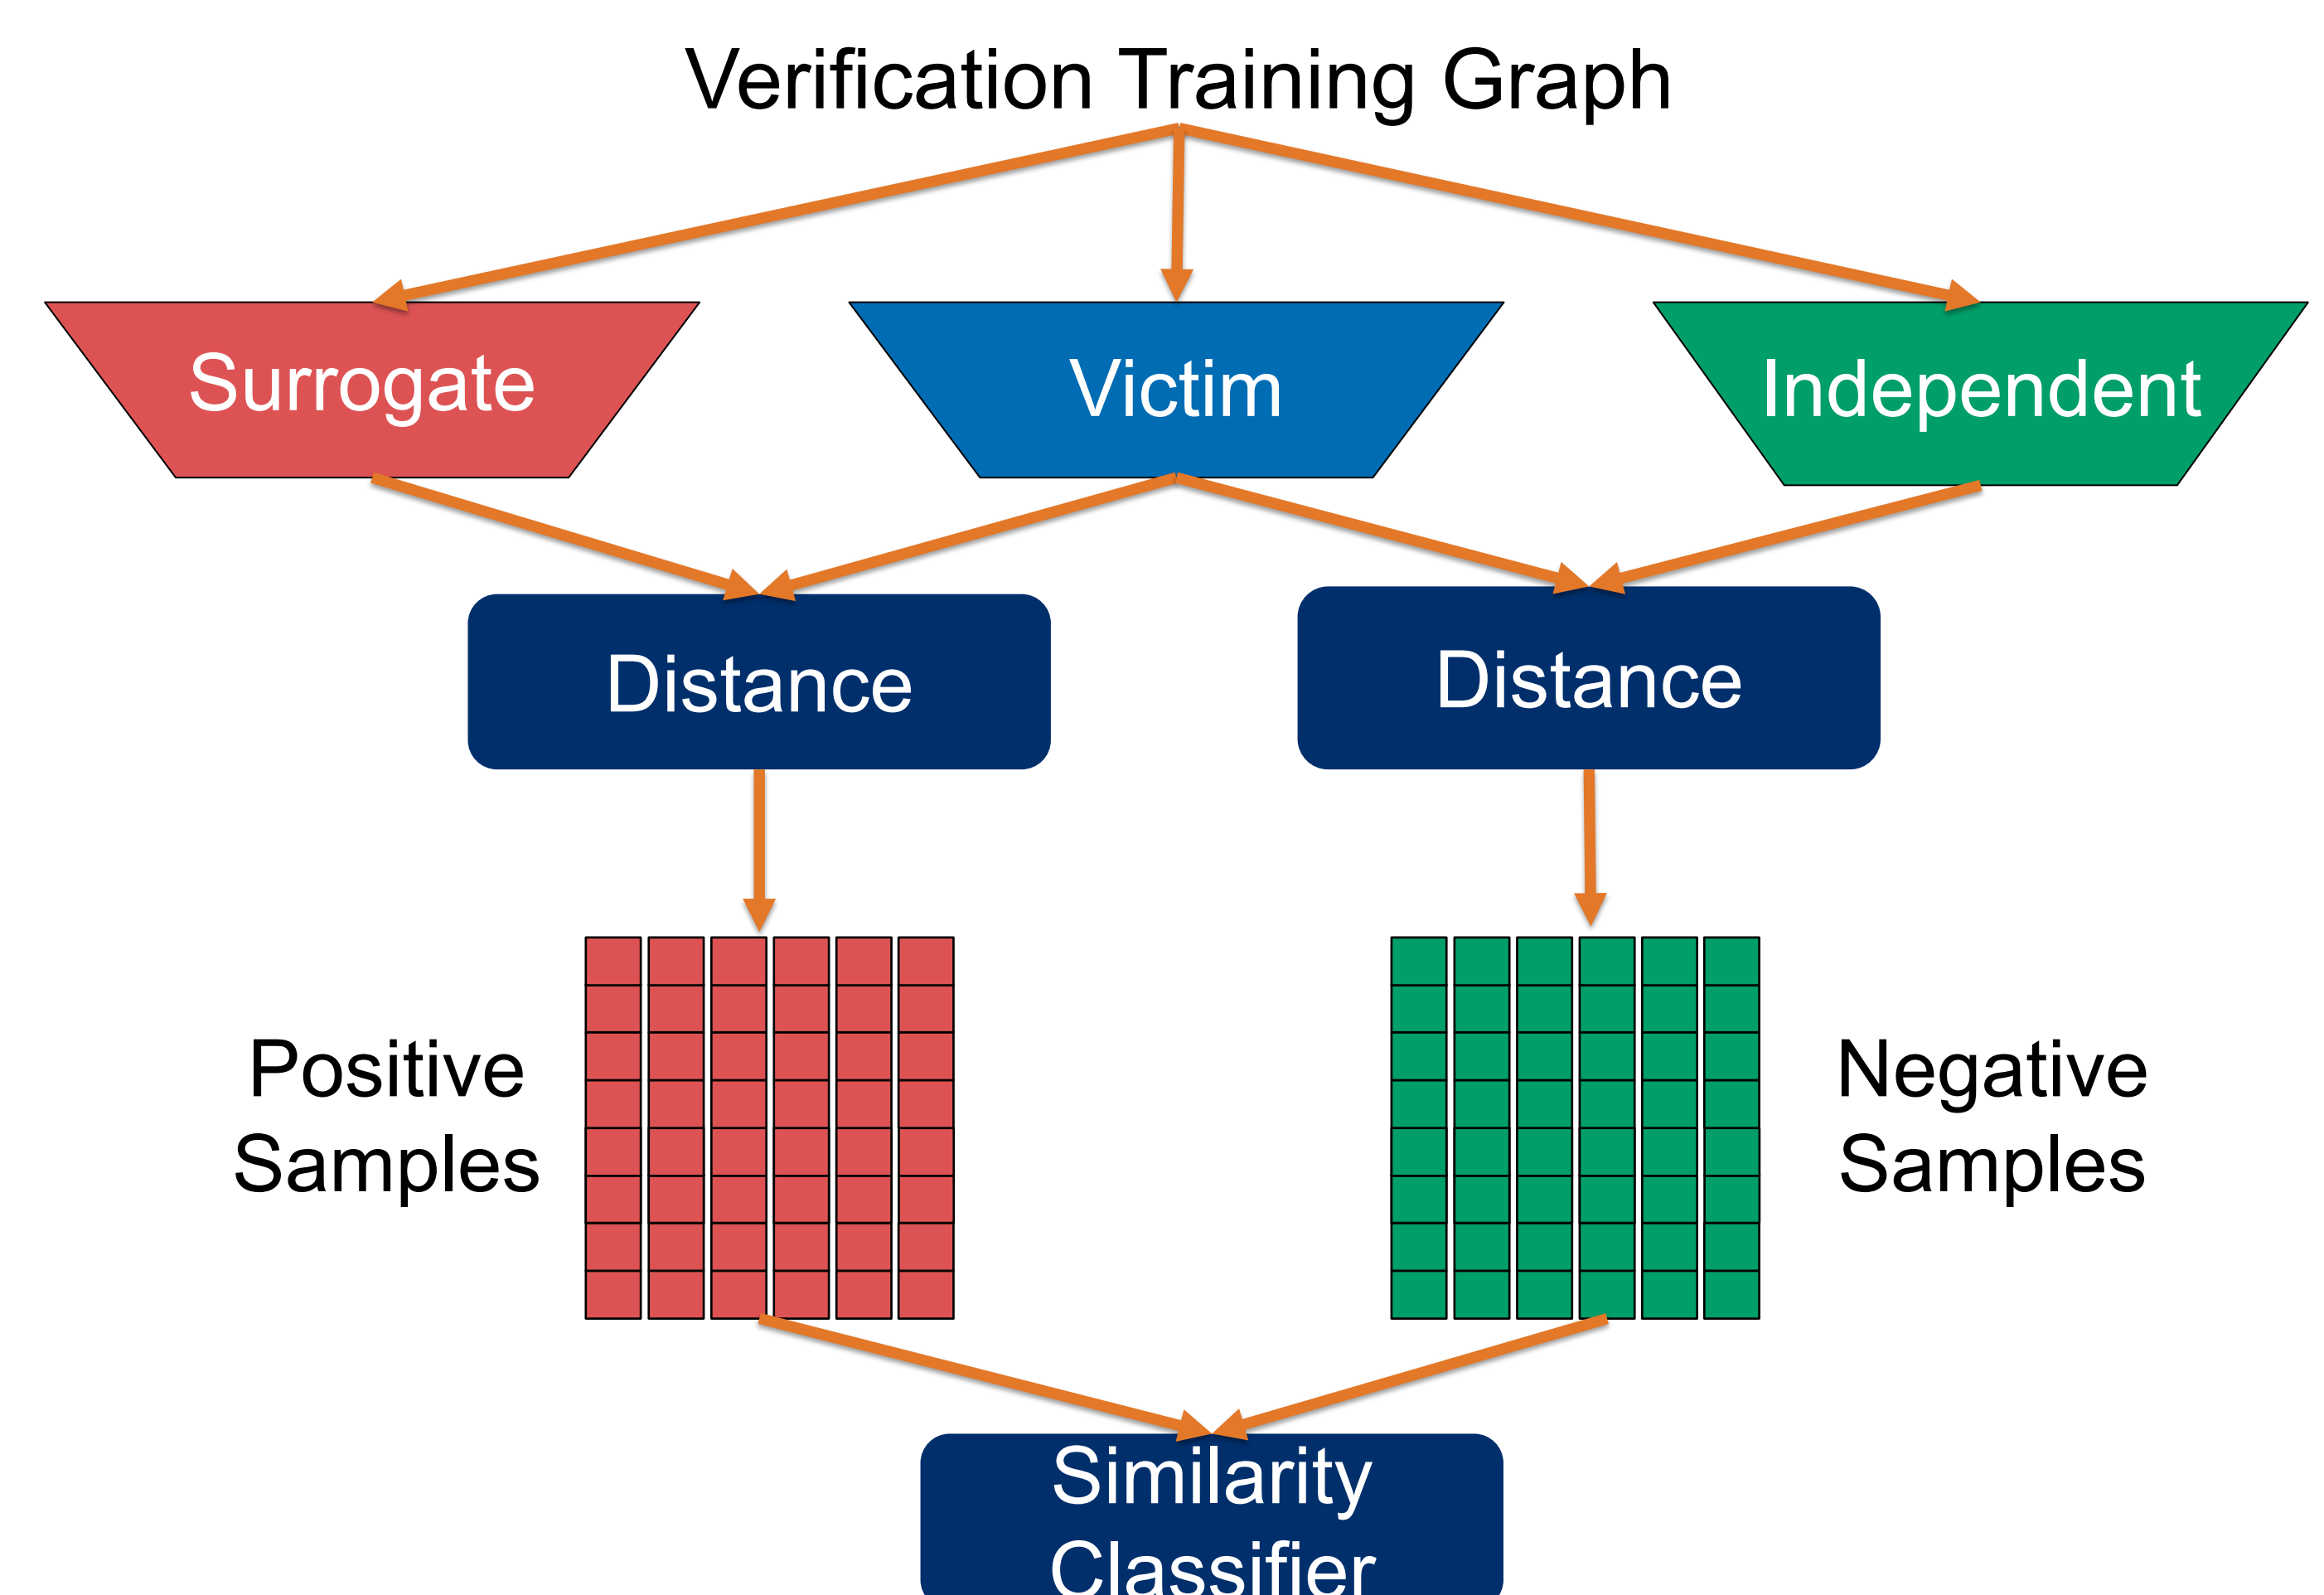 Verification Training Graph
Surrogate
Victim
Independent
Distance
Distance
Positive
Samples
Negative
Samples
Similarity
Classifier